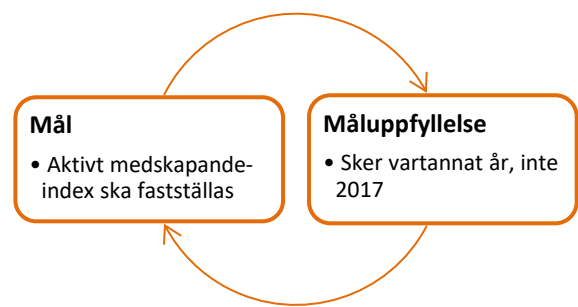 Mål
• Aktivt medskapande-
index ska fastställas
Måluppfyllelse
• Sker vartannat år, inte
2017